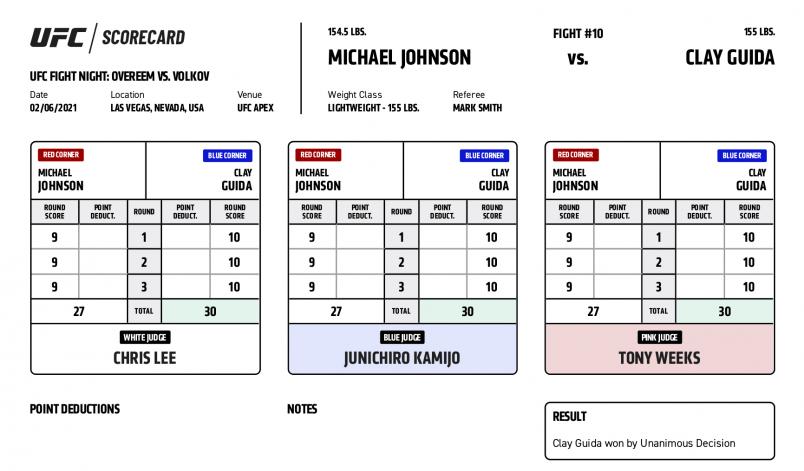 UFC / SCORECARD
UFC FIGHT NIGHT: OVEREEM VS. VOLKOV
Date Location Venue
02/06/2021 LAS VEGAS, NEVADA, USA UFC APEX
154.5 LBS. FIGHT #10 155 LBS.
MICHAEL JOHNSON VS. CLAY GUIDA
Weight Class Referee
LIGHTWEIGHT - 155 LBS. MARK SMITH
RED CORNER BLUE CORNER
MICHAEL CLAY
JOHNSON GUIDA
ROUND POINT ROUND POINT ROUND
SCORE DEDUCT. DEDUCT. SCORE
9 1 10
9 2 10
9 3 10
27 TOTAL 30
WHITE JUDGE
CHRIS LEE
RED CORNER BLUE CORNER
MICHAEL CLAY
JOHNSON GUIDA
ROUND POINT ROUND POINT ROUND
SCORE DEDUCT. DEDUCT. SCORE
9 1 10
9 2 10
9 3 10
27 TOTAL 30
BLUE JUDGE
JUNICHIRO KAMIJO
RED CORNER BLUE CORNER
MICHAEL CLAY
JOHNSON GUIDA
ROUND POINT ROUND POINT ROUND
SCORE DEDUCT. DEDUCT. SCORE
9 1 10
9 2 10
9 3 10
27 TOTAL 30
PINK JUDGE
TONY WEEKS
POINT DEDUCTIONS
NOTES
RESULT
Clay Guida won by Unanimous Decision